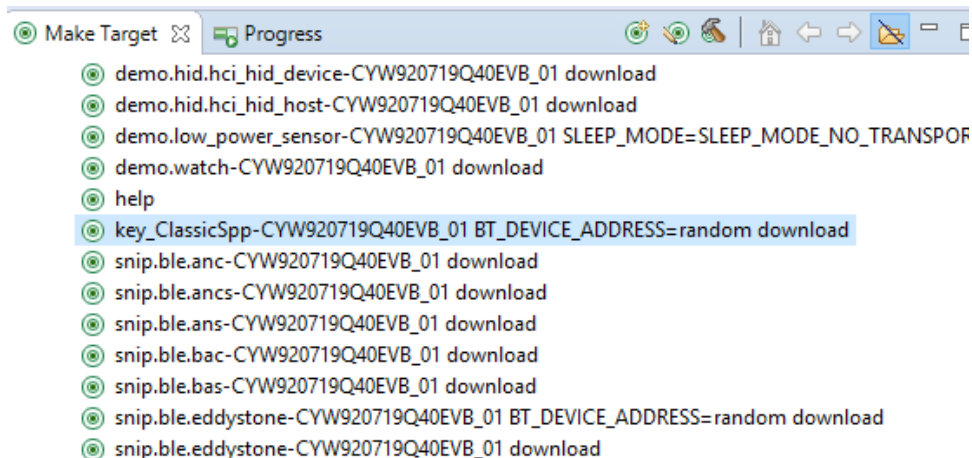 Make Target Progress
demo.hid.hci_hid_device-CYW920719Q40EVB_01 download
demo.hid.hci_hid_host-CYW920719Q40EVB_01 download
demo.low_power_sensor-CYW920719Q40EVB_01 SLEEP_MODE=SLEEP_MODE_NO_TRANSPOR
demo.watch-CYW920719Q40EVB_01 download
help
key_ClassicSpp-CYW920719Q40EVB_01 BT_DEVICE_ADDRESS=random download
snip.ble.anc-CYW920719Q40EVB_01 download
snip.ble.ancs-CYW920719Q40EVB_01 download
snip.ble.ans-CYW920719Q40EVB_01 download
snip.ble.bac-CYW920719Q40EVB_01 download
snip.ble.bas-CYW920719Q40EVB_01 download
snip.ble.eddystone-CYW920719Q40EVB_01 BT_DEVICE_ADDRESS=random download
snip.ble.eddystone-CYW920719Q40EVB_01 download